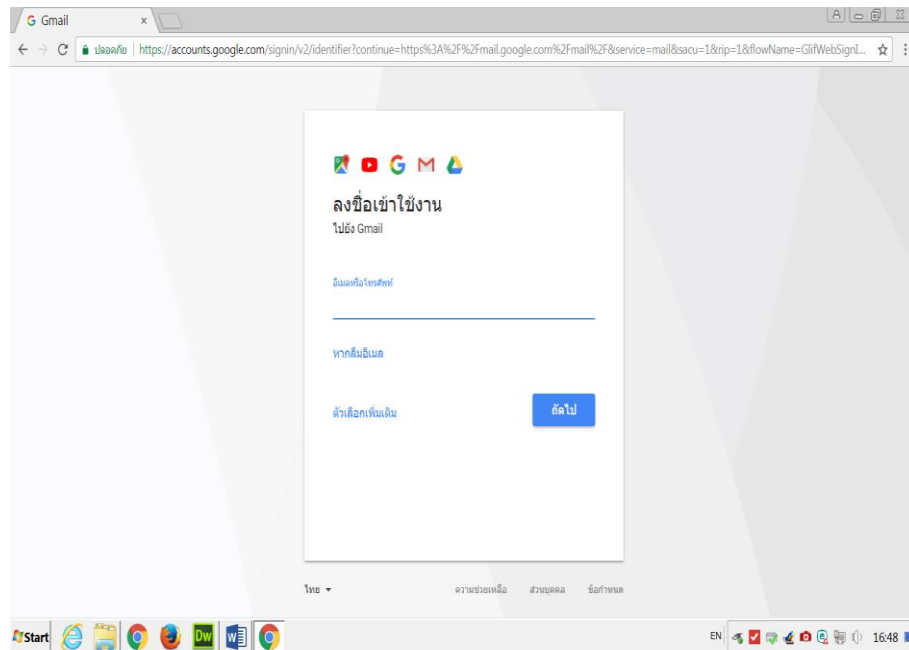 Gmail
ปลอดภัย
https://accounts.google.com/signin/v2/identifier?continue=https%3A%2F%2Fmail.google.com%2Fmail%2F&service=mail&sacu=1&rip=1&flowName=GlifWebSignI...
ลงชื่อเข้าใช้งาน
ไปยัง Gmail
อีเมลหรือโทรศัพท์
หากลืมอีเมล
ตัวเลือกเพิ่มเติม
ถัดไป
ไทย
ความช่วยเหลือ
ส่วนบุคคล
ข้อกำหนด
Start
Dw
W
EN
16:48